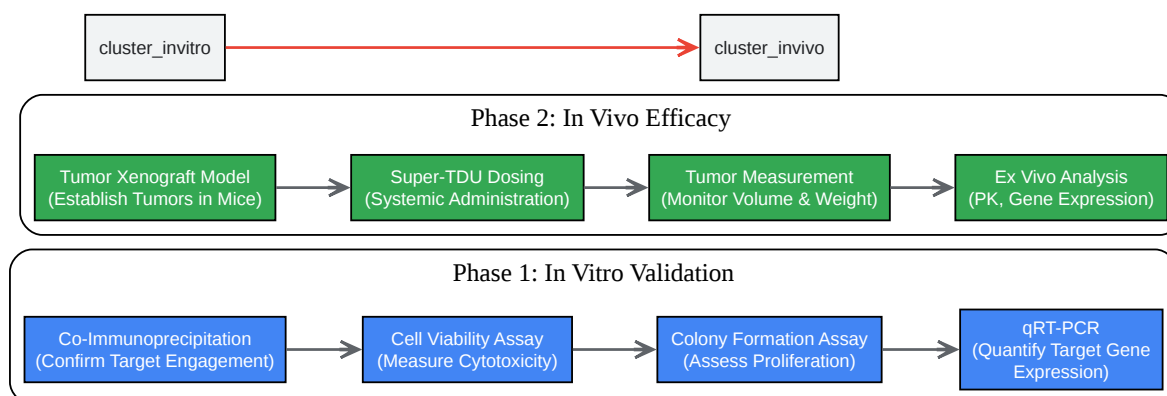 cluster_invitro
cluster_invivo
Phase 2: In Vivo Efficacy
Tumor Xenograft Model
(Establish Tumors in Mice)
Super-TDU Dosing
(Systemic Administration)
Tumor Measurement
(Monitor Volume & Weight)
Ex Vivo Analysis
(PK, Gene Expression)
Phase 1: In Vitro Validation
Co-Immunoprecipitation
(Confirm Target Engagement)
Cell Viability Assay
(Measure Cytotoxicity)
Colony Formation Assay
(Assess Proliferation)
qRT-PCR
(Quantify Target Gene
Expression)